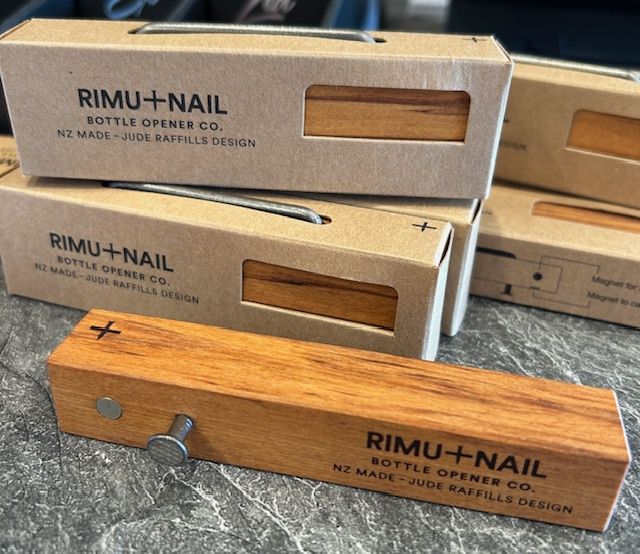 RIMU+NAIL
BOTTLE OPENER CO.
NZ MADE – JUDE RAFFILLS DESIGN
+
RIMU+NAIL
BOTTLE OPENER CO.
NZ MADE – JUDE RAFFILLS DESIGN
+
DESIGN
Magnet for
Magnet to ca
+
RIMU+NAIL
BOTTLE OPENER CO.
NZ MADE – JUDE RAFFILLS DESIGN